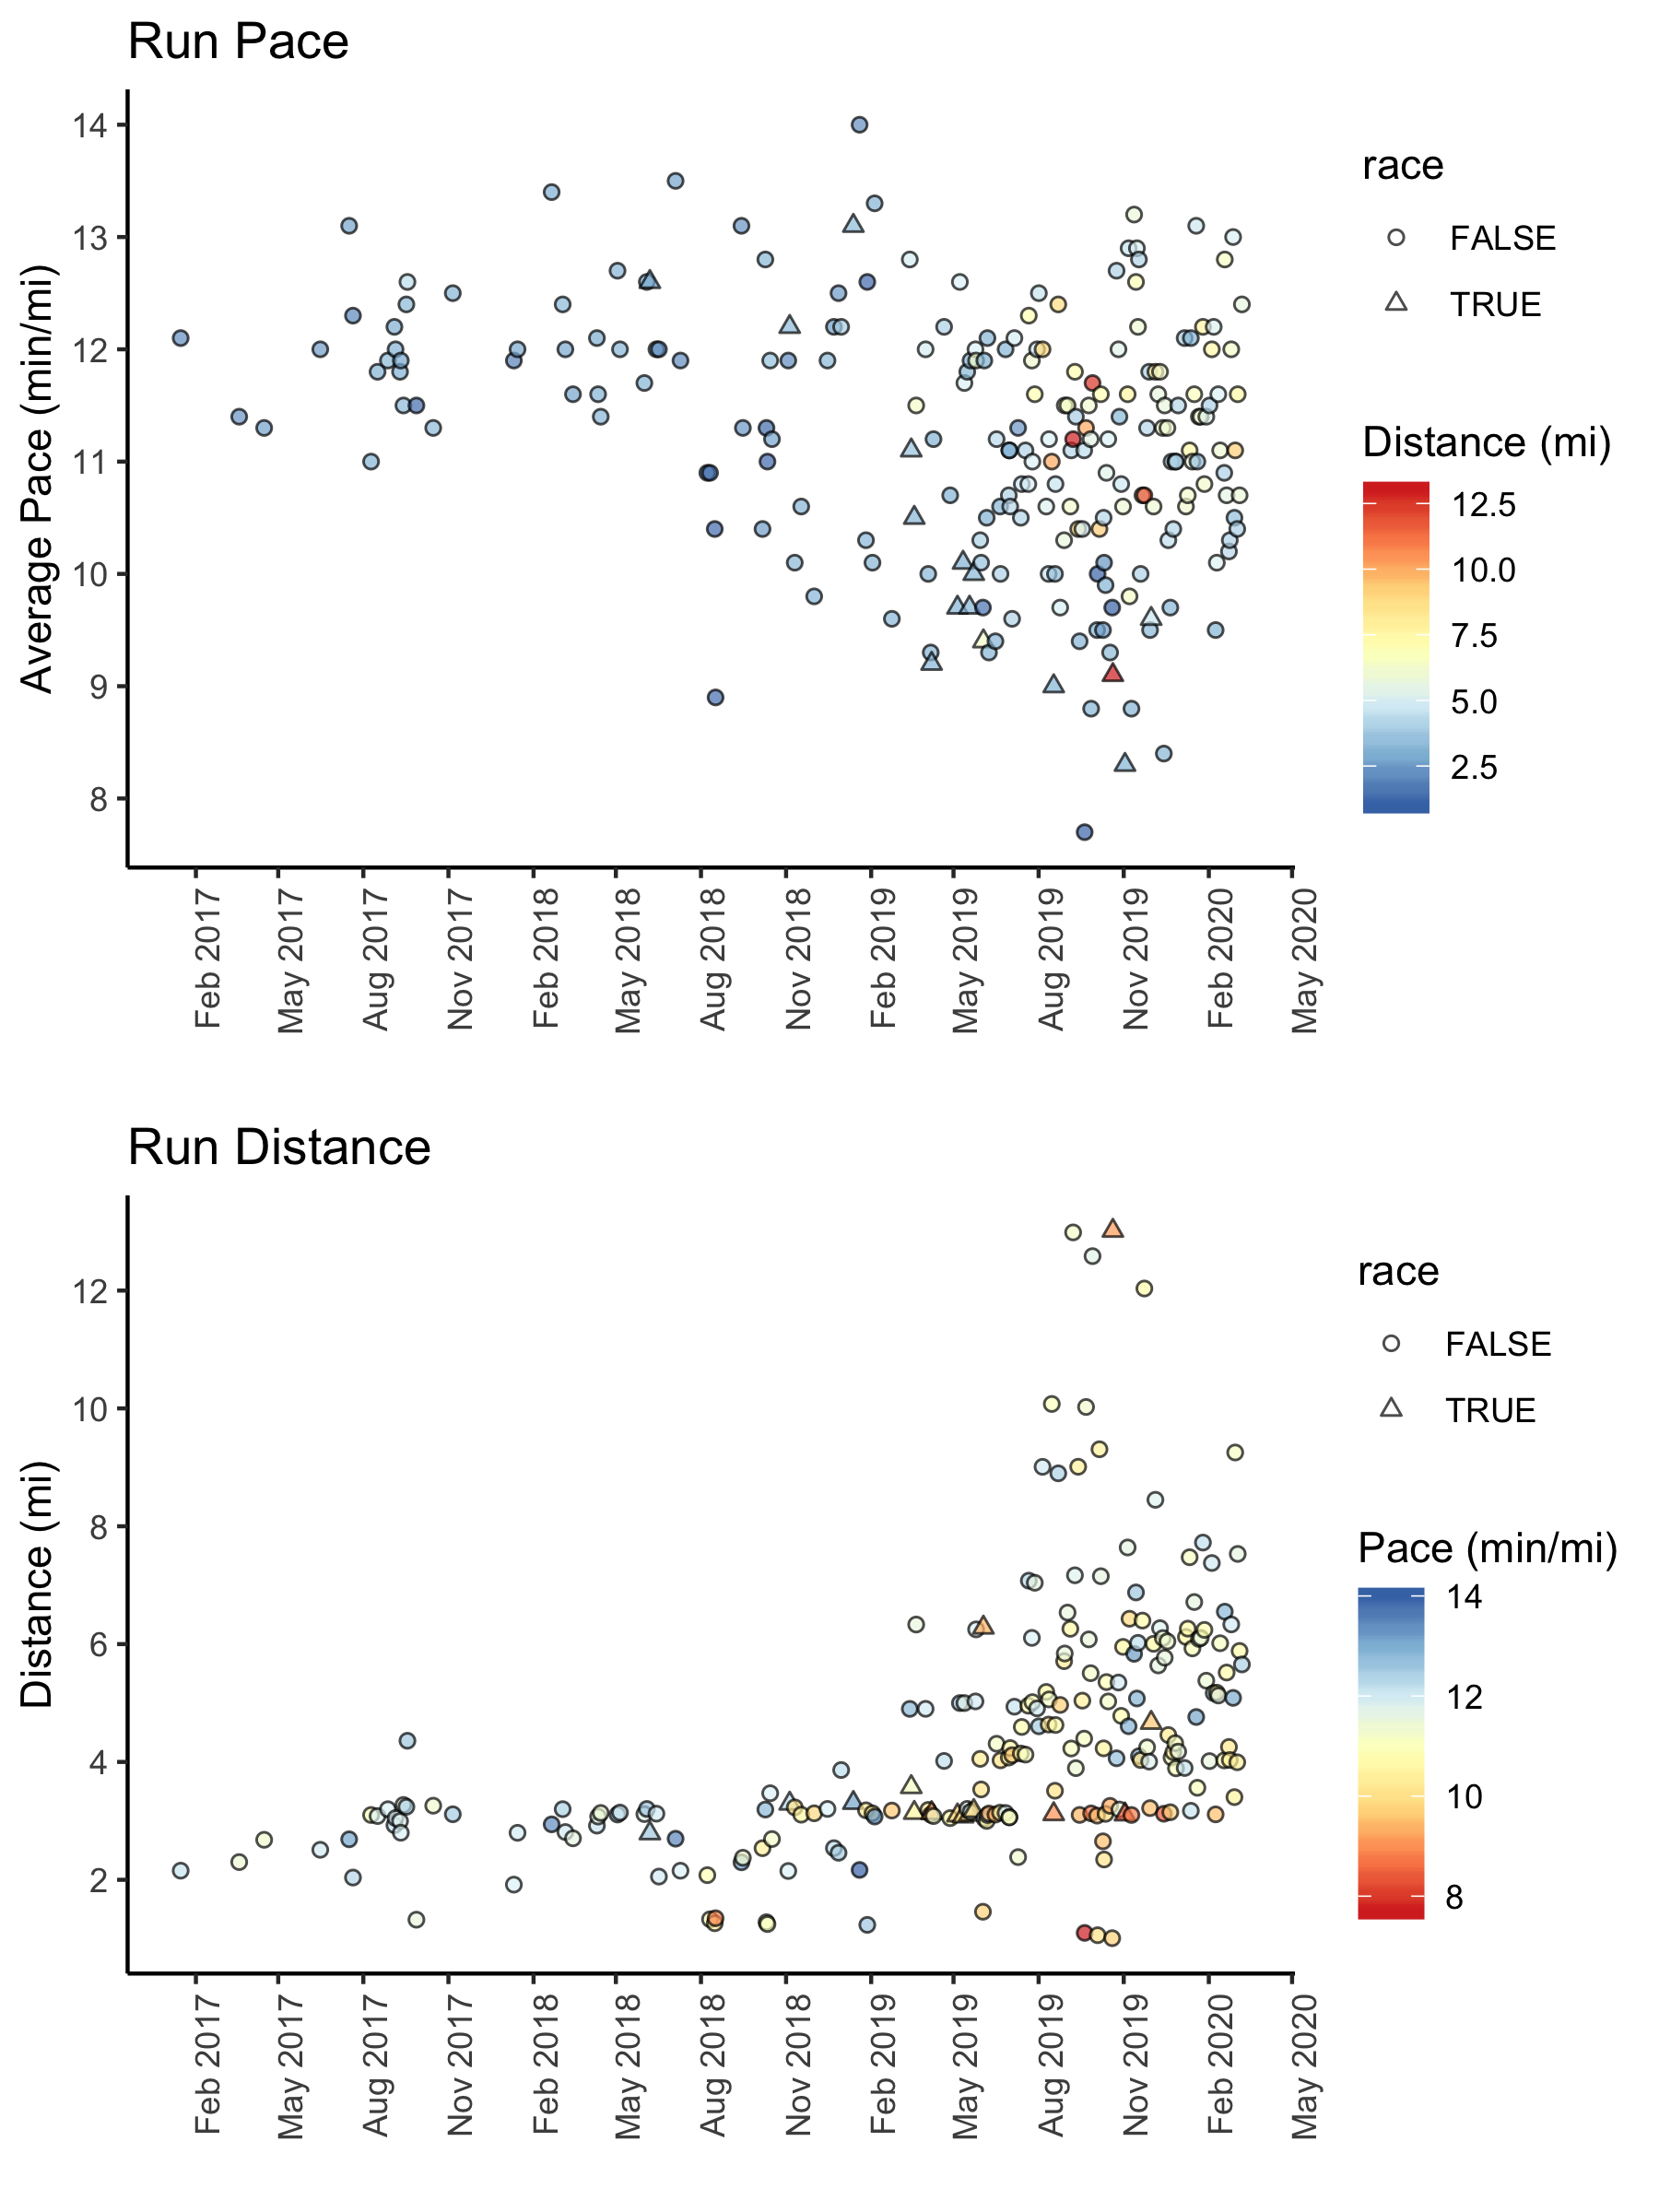 Run Pace
14
13
12
11
10
9
8
Average Pace (min/mi)
Feb 2017
May 2017
Aug 2017
Nov 2017
Feb 2018
May 2018
Aug 2018
Nov 2018
Feb 2019
May 2019
Aug 2019
Nov 2019
Feb 2020
May 2020
race
FALSE
TRUE
Distance (mi)
12.5
10.0
7.5
5.0
2.5
Run Distance
12
10
8
6
4
2
Distance (mi)
Feb 2017
May 2017
Aug 2017
Nov 2017
Feb 2018
May 2018
Aug 2018
Nov 2018
Feb 2019
May 2019
Aug 2019
Nov 2019
Feb 2020
May 2020
race
FALSE
TRUE
Pace (min/mi)
14
12
10
8